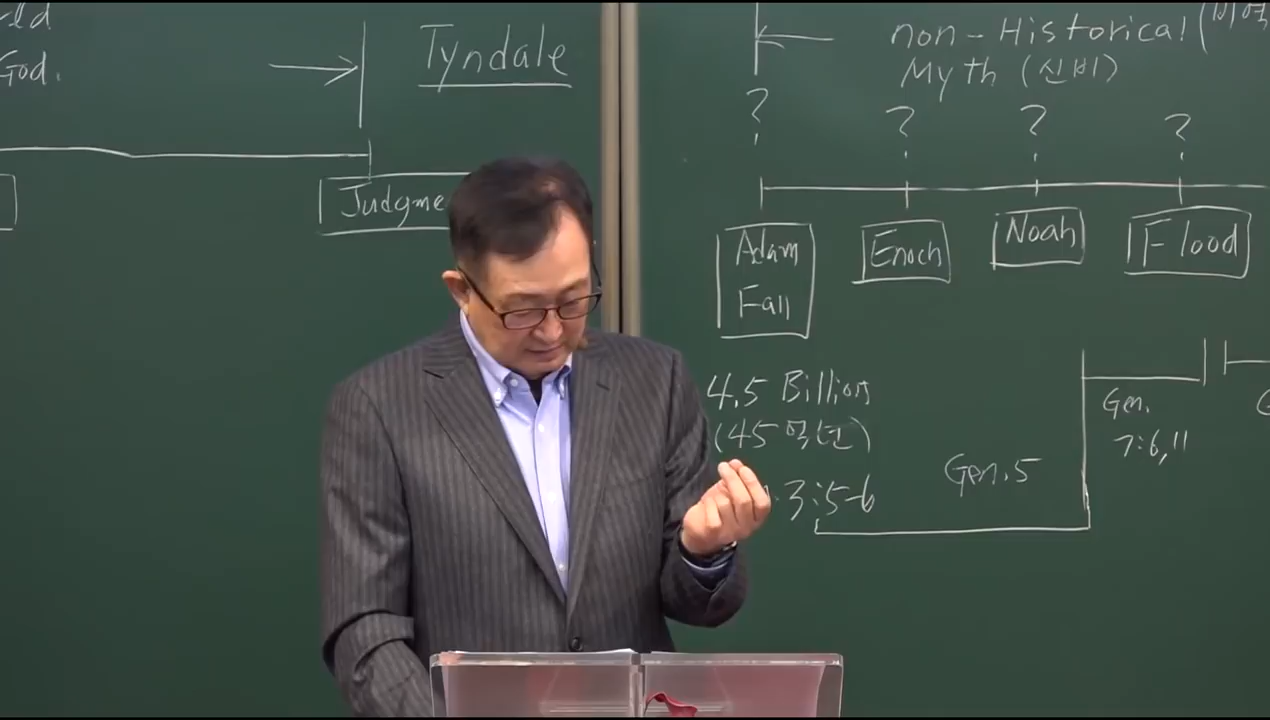 God.
Tyndale
Judgme
non-Historical (
Myth (신비)
?
?
?
?
Adam
Fall
Enoch
Noah
Flood
4.5 Billion
(45억년)
3:5-6
Gen. 5
Gen.
7:6,11